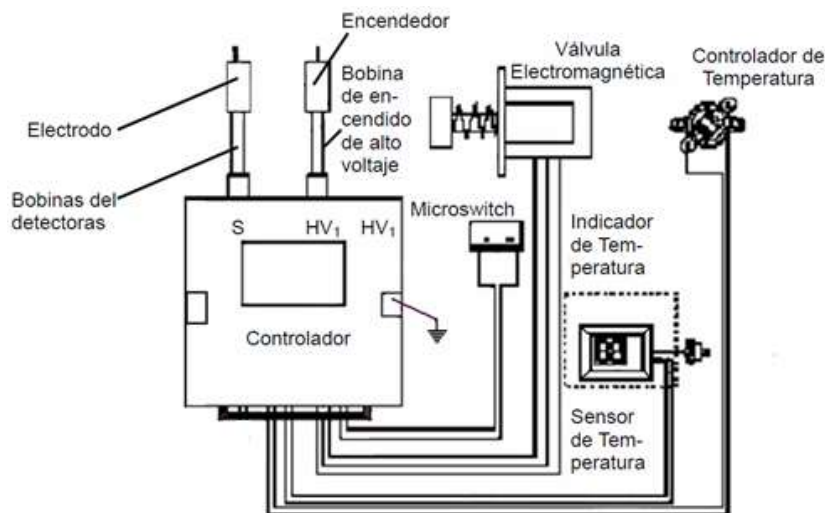 Encendedor
Electrodo
Bobina
de en-
cendido
de alto
voltaje
Bobinas del
detectoras
Válvula
Electromagnética
Controlador de
Temperatura
Microswitch
S
HV1
HV1
Controlador
Indicador
de Tem-
peratura
Sensor
de Tem-
peratura